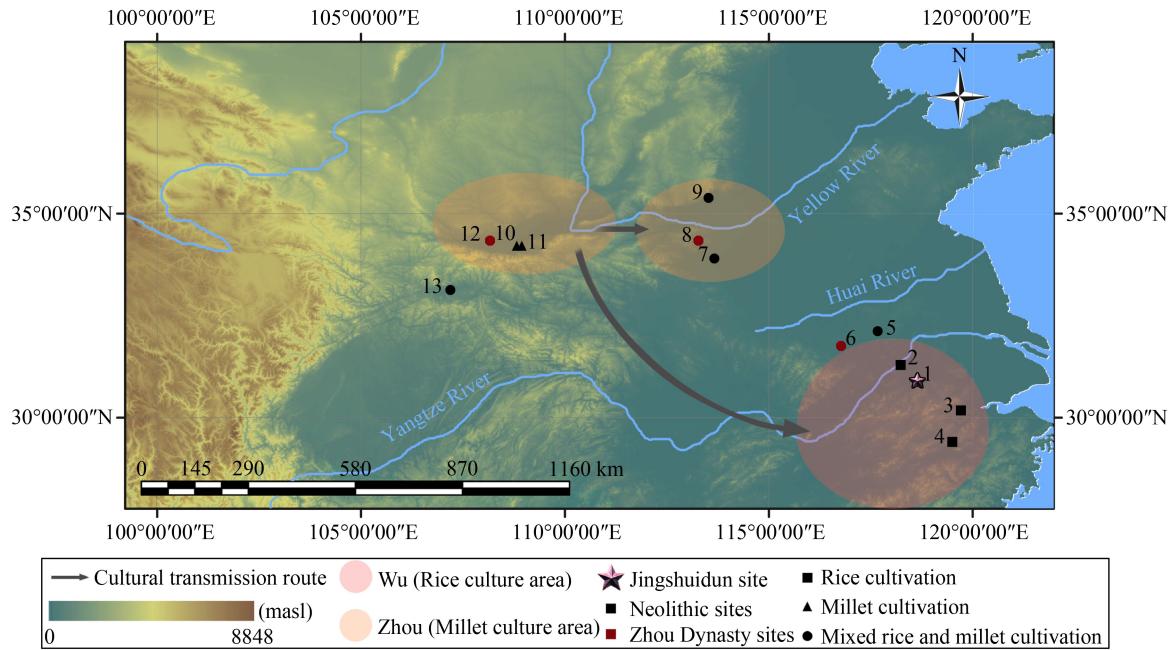 100°00′00″E 105°00′00″E 110°00′00″E 115°00′00″E 120°00′00″E
N
9
Yellow River
35°00′00″N 35°00′00″N
12 10 11 8
7
13
Huai River
6 5
2
1
Yangtze River
3
30°00′00″N 30°00′00″N
4
0 145 290 580 870 1160 km
100°00′00″E 105°00′00″E 110°00′00″E 115°00′00″E 120°00′00″E
Cultural transmission route
(masl)
0 8848
Wu (Rice culture area)
Zhou (Millet culture area)
Jingshuidun site
Neolithic sites
Zhou Dynasty sites
Rice cultivation
Millet cultivation
Mixed rice and millet cultivation